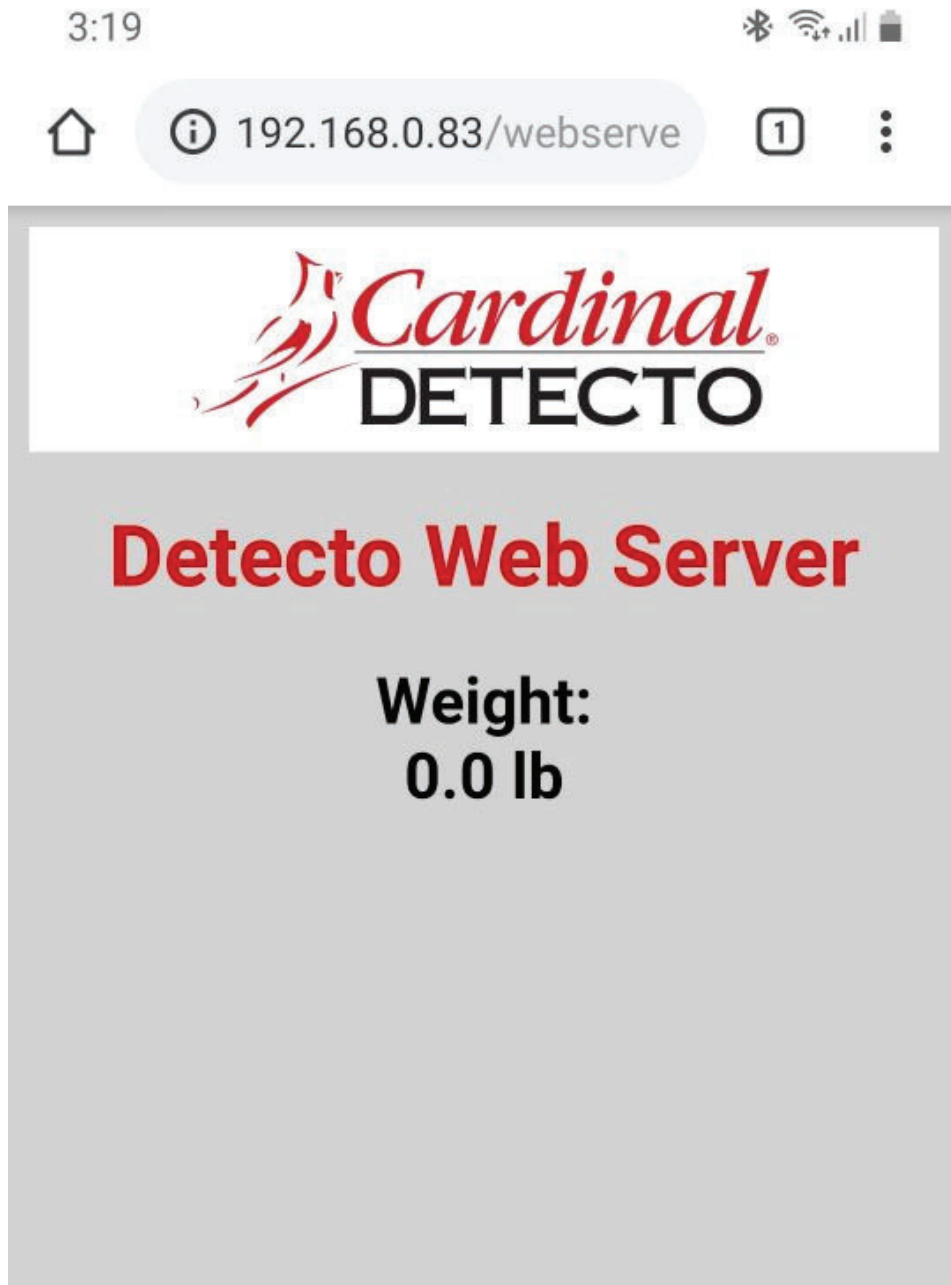 3:19
192.168.0.83/webserve
1
Cardinal®
DETECTO
Detecto Web Server
Weight:
0.0 lb